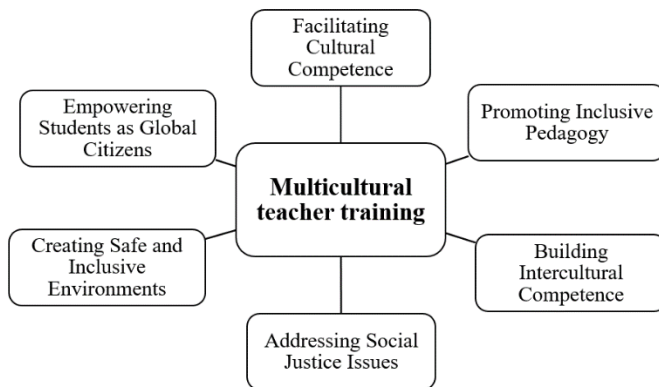 Facilitating
Cultural
Competence
Empowering
Students as Global
Citizens
Promoting Inclusive
Pedagogy
Multicultural
teacher training
Creating Safe and
Inclusive
Environments
Building
Intercultural
Competence
Addressing Social
Justice Issues